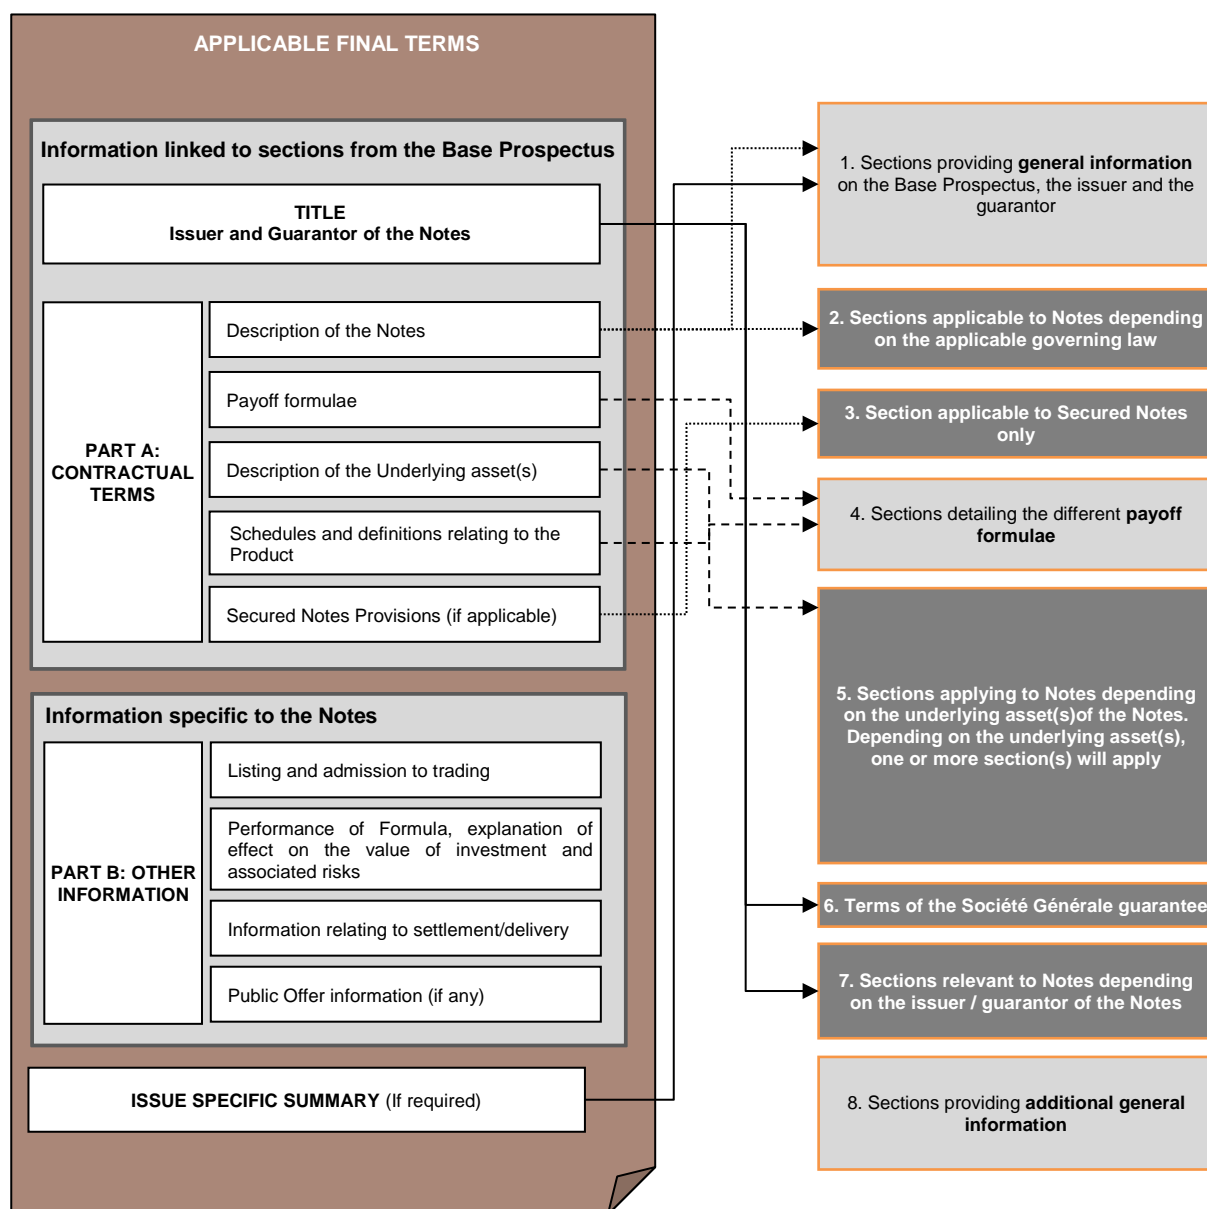 APPLICABLE FINAL TERMS
Information linked to sections from the Base Prospectus
TITLE
Issuer and Guarantor of the Notes
PART A:
CONTRACTUAL
TERMS
Description of the Notes
Payoff formulae
Description of the Underlying asset(s)
Schedules and definitions relating to the
Product
Secured Notes Provisions (if applicable)
Information specific to the Notes
PART B: OTHER
INFORMATION
Listing and admission to trading
Performance of Formula, explanation of
effect on the value of investment and
associated risks
Information relating to settlement/delivery
Public Offer information (if any)
ISSUE SPECIFIC SUMMARY (If required)
1. Sections providing general information
on the Base Prospectus, the issuer and the
guarantor
2. Sections applicable to Notes depending
on the applicable governing law
3. Section applicable to Secured Notes
only
4. Sections detailing the different payoff
formulae
5. Sections applying to Notes depending
on the underlying asset(s)of the Notes.
Depending on the underlying asset(s),
one or more section(s) will apply
6. Terms of the Société Générale guarantee
7. Sections relevant to Notes depending
on the issuer / guarantor of the Notes
8. Sections providing additional general
information